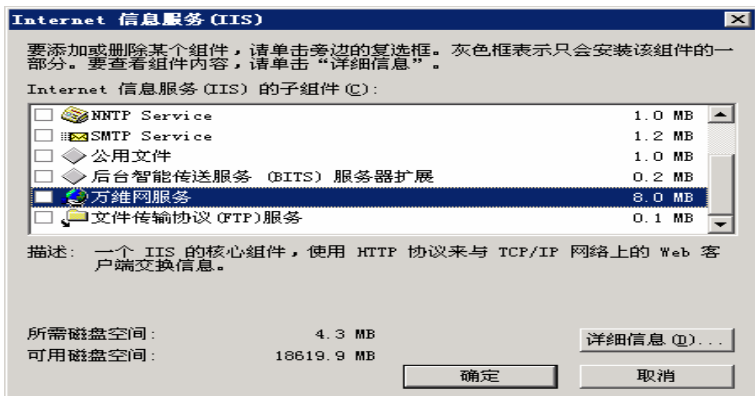 Internet 信息服务(IIS)
要添加或删除某个组件，请单击旁边的复选框。灰色框表示只会安装该组件的一
部分。要查看组件内容，请单击“详细信息”。
Internet 信息服务(IIS) 的子组件(C):
NNTP Service 1.0 MB
SMTP Service 1.2 MB
公用文件 1.0 MB
后台智能传送服务 (BITS) 服务器扩展 0.2 MB
万维网服务 8.0 MB
文件传输协议(FTP)服务 0.1 MB
描述: 一个 IIS 的核心组件，使用 HTTP 协议来与 TCP/IP 网络上的 Web 客
户端交换信息。
所需磁盘空间: 4.3 MB
详细信息(D)...
可用磁盘空间: 18619.9 MB
确定
取消